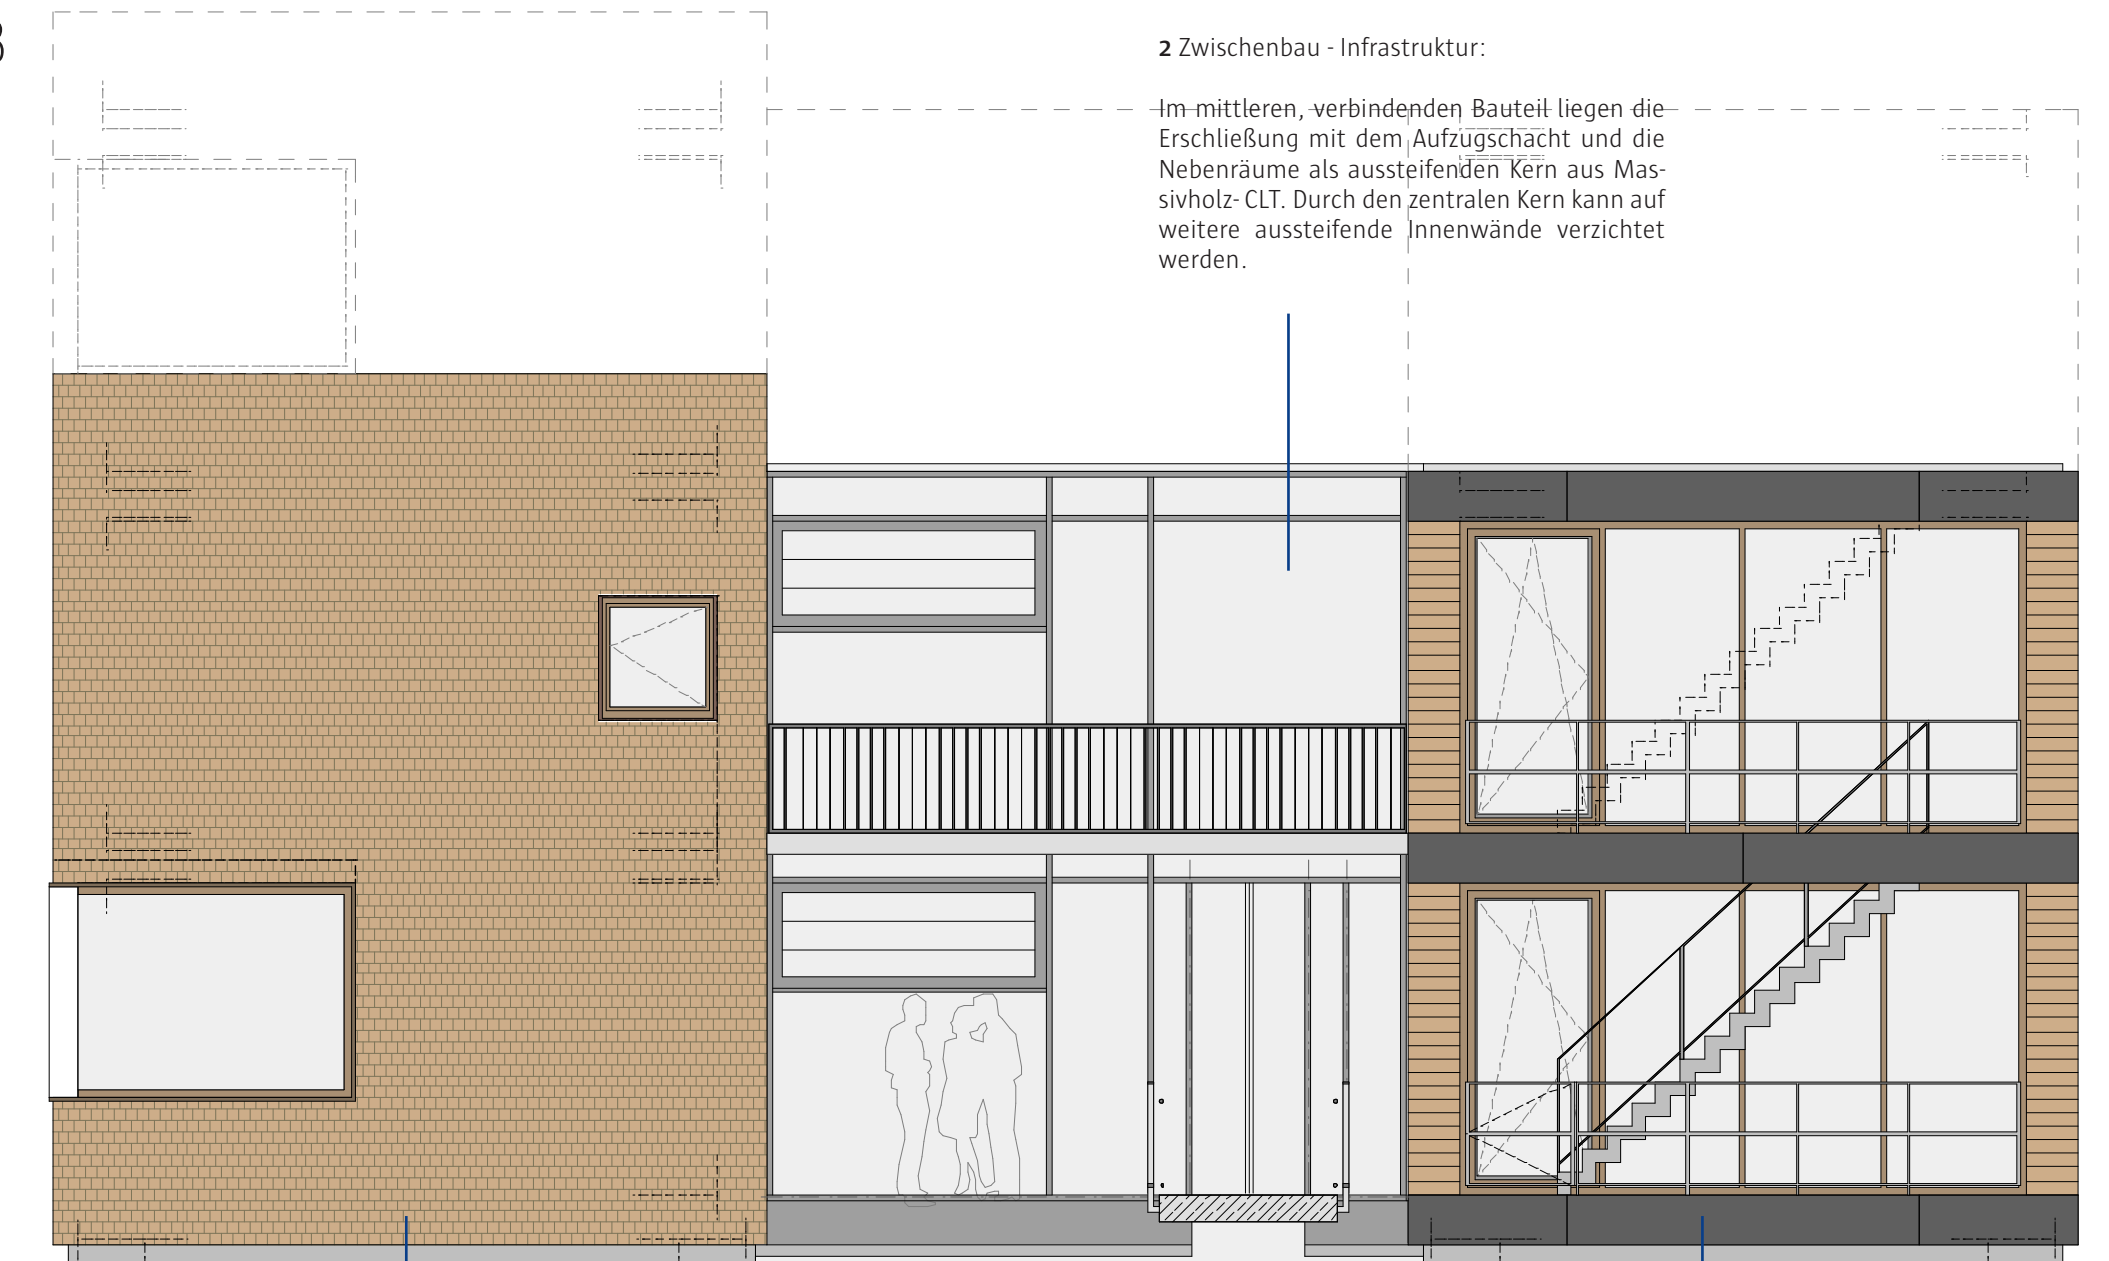 2 Zwischenbau - Infrastruktur:
Im mittleren, verbindenden Bauteil liegen die
Erschließung mit dem Aufzugschacht und die
Nebenräume als aussteifenden Kern aus Mas-
sivholz- CLT. Durch den zentralen Kern kann auf
weitere aussteifende Innenwände verzichtet
werden.